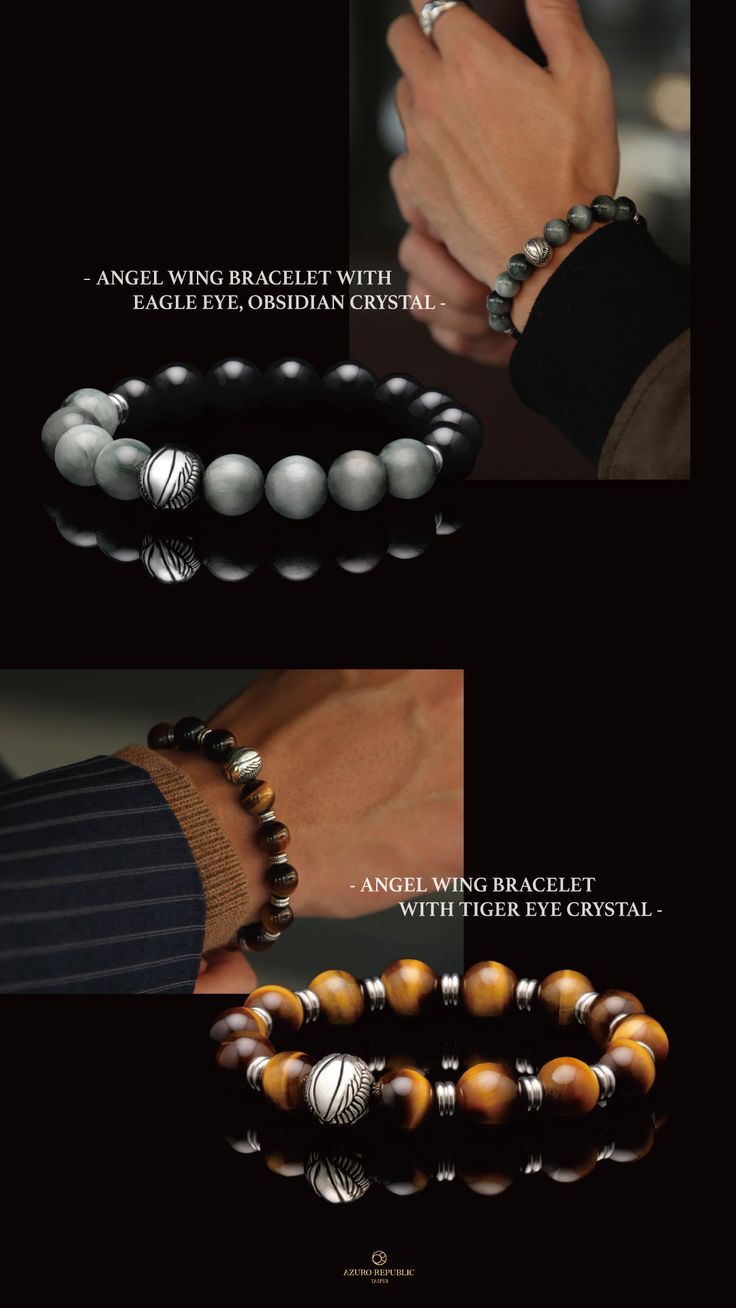 - ANGEL WING BRACELET WITH
EAGLE EYE, OBSIDIAN CRYSTAL -
- ANGEL WING BRACELET
WITH TIGER EYE CRYSTAL -
AZURO REPUBLIC
TAIPEI